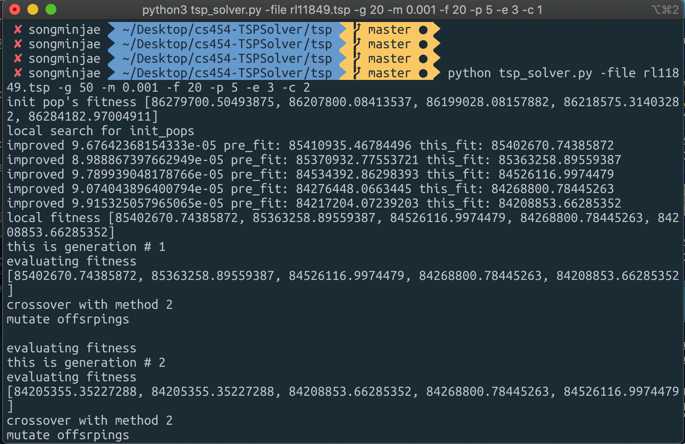 python3 tsp_solver.py -file rl11849.tsp -g 20 -m 0.001 -f 20 -p 5 -e 3 -c 1
⌥⌘2
✘ songminjae ~/Desktop/cs454-TSPSolver/tsp master ●
✘ songminjae ~/Desktop/cs454-TSPSolver/tsp master ●
✘ songminjae ~/Desktop/cs454-TSPSolver/tsp master ●
✘ songminjae ~/Desktop/cs454-TSPSolver/tsp master ● python tsp_solver.py -file rl118
49.tsp -g 50 -m 0.001 -f 20 -p 5 -e 3 -c 2
init pop's fitness [86279700.50493875, 86207800.08413537, 86199028.08157882, 86218575.3140328
2, 86284182.97004911]
local search for init_pops
improved 9.67642368154333e-05 pre_fit: 85410935.46784496 this_fit: 85402670.74385872
improved 8.988867397662949e-05 pre_fit: 85370932.77553721 this_fit: 85363258.89559387
improved 9.789939048178766e-05 pre_fit: 84534392.86298393 this_fit: 84526116.9974479
improved 9.074043896400794e-05 pre_fit: 84276448.0663445 this_fit: 84268800.78445263
improved 9.915325057965065e-05 pre_fit: 84217204.07239203 this_fit: 84208853.66285352
local fitness [85402670.74385872, 85363258.89559387, 84526116.9974479, 84268800.78445263, 842
08853.66285352]
this is generation # 1
evaluating fitness
[85402670.74385872, 85363258.89559387, 84526116.9974479, 84268800.78445263, 84208853.66285352
]
crossover with method 2
mutate offsrpings
evaluating fitness
this is generation # 2
evaluating fitness
[84205355.35227288, 84205355.35227288, 84208853.66285352, 84268800.78445263, 84526116.9974479
]
crossover with method 2
mutate offsrpings